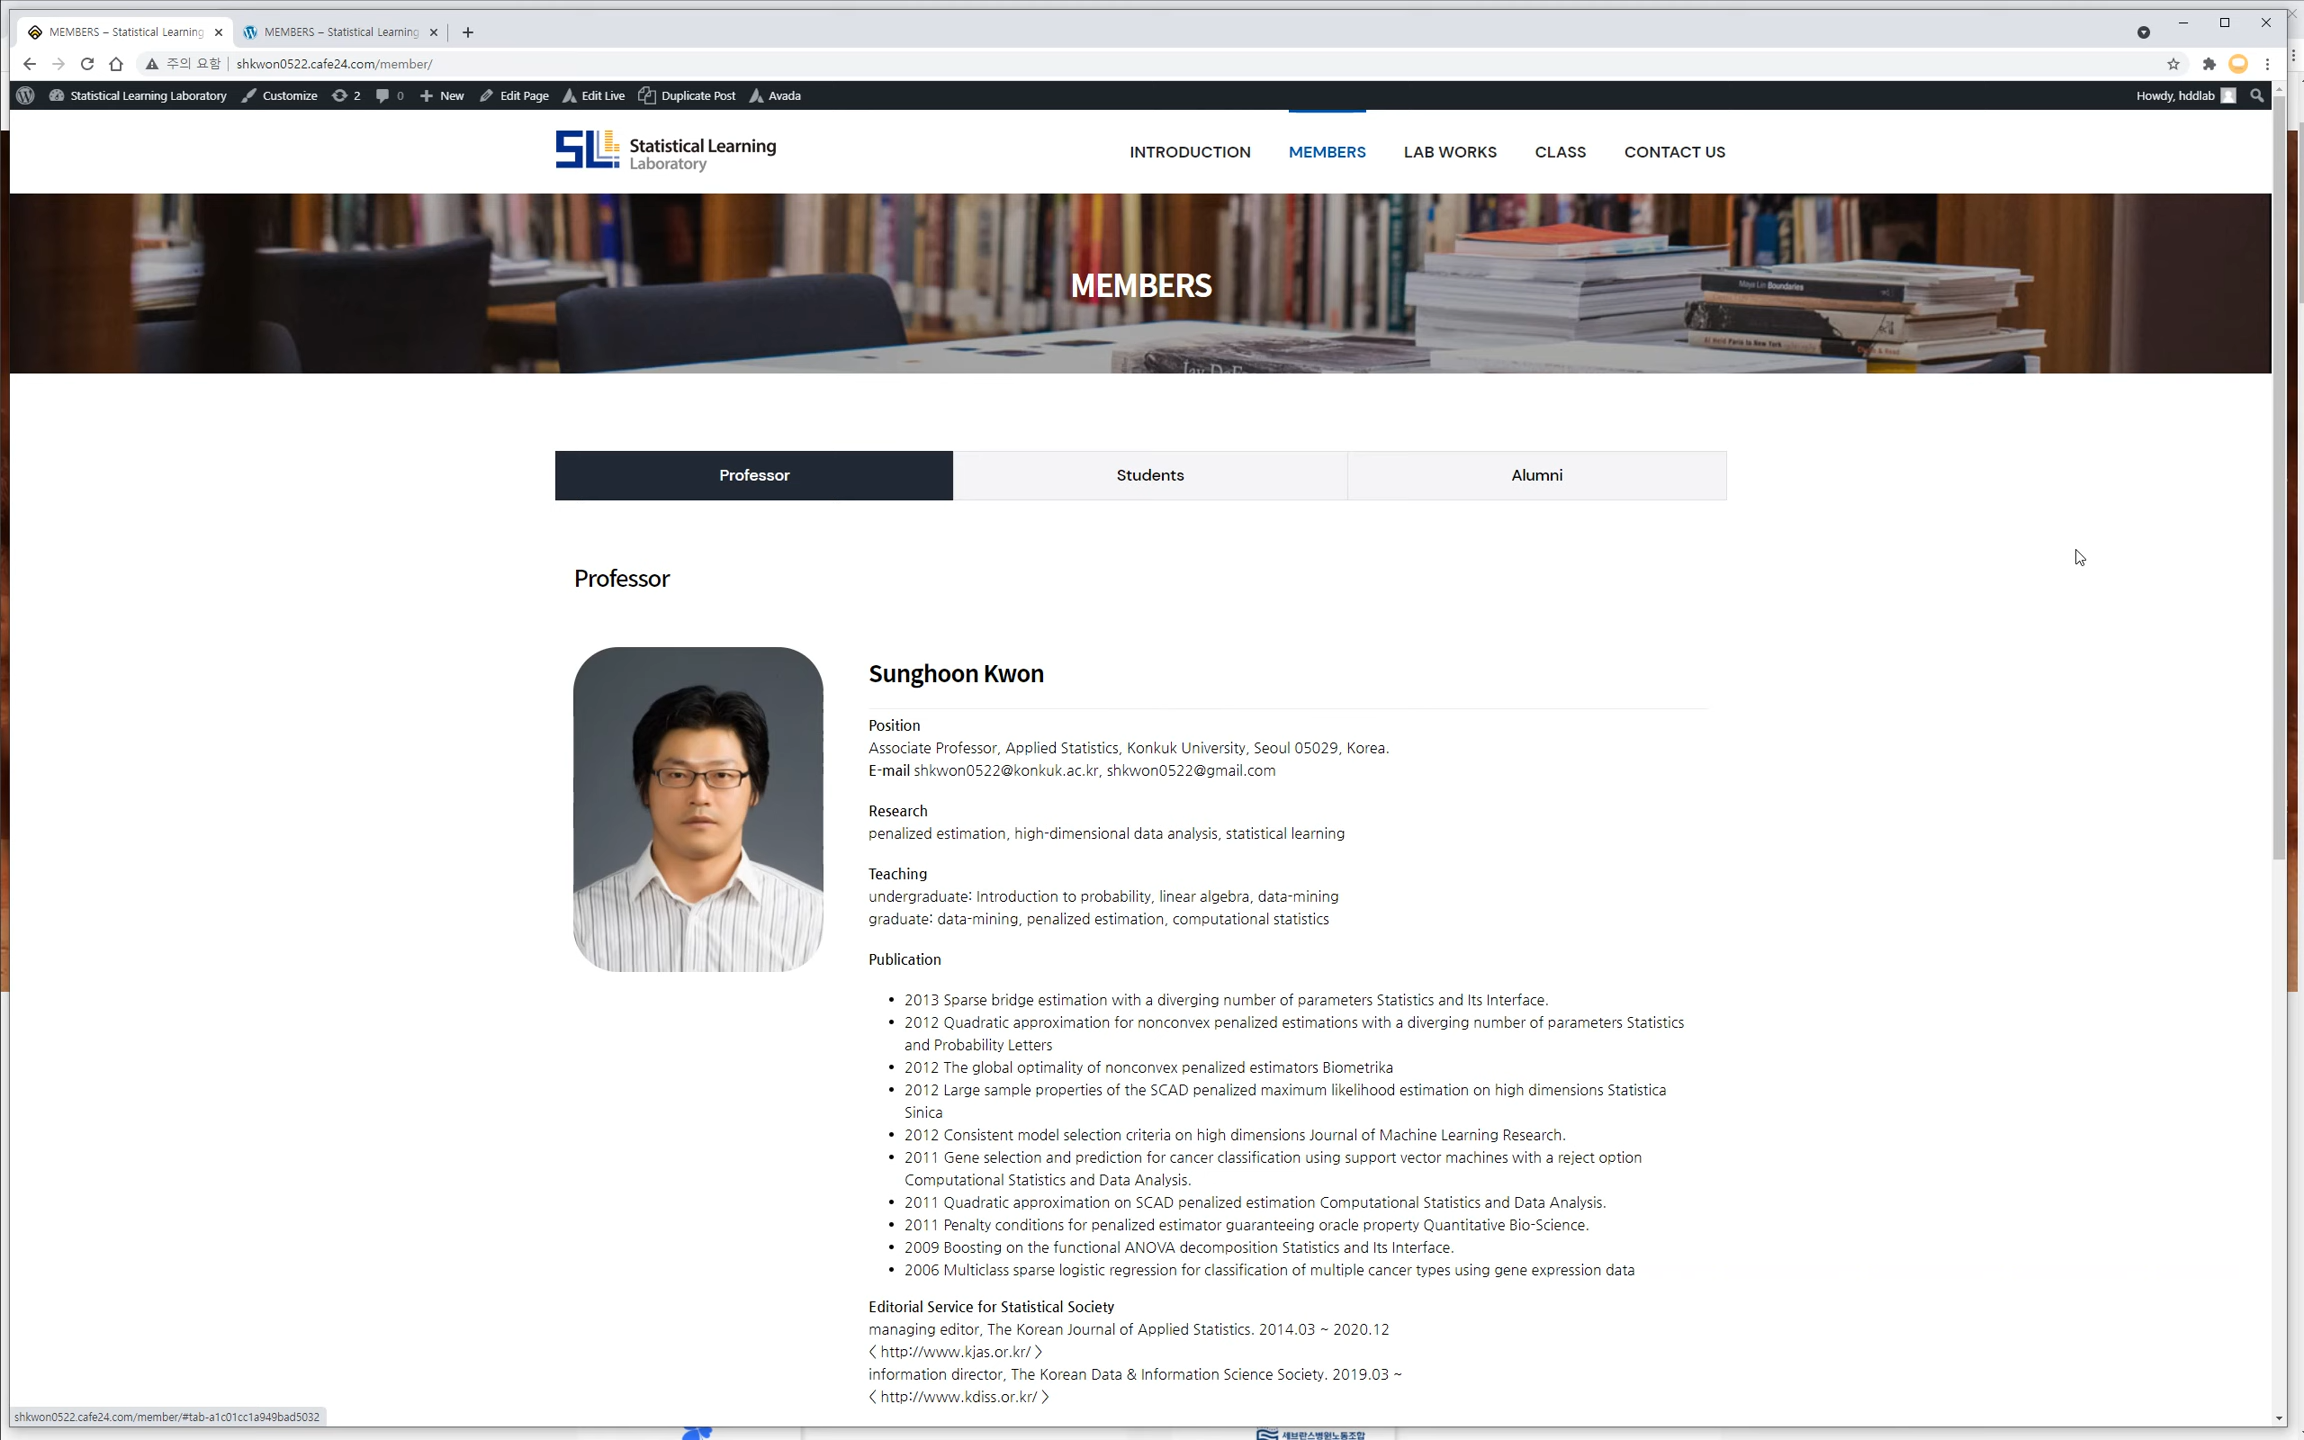 MEMBERS – Statistical Learning
MEMBERS – Statistical Learning
주의 요함
shkwon0522.cafe24.com/member/
Statistical Learning Laboratory
Customize
2
0
New
Edit Page
Edit Live
Duplicate Post
Avada
Howdy, hddlab
SLL
Statistical Learning
Laboratory
INTRODUCTION
MEMBERS
LAB WORKS
CLASS
CONTACT US
MEMBERS
Maya Lin Boundaries
Professor
Students
Alumni
Professor
Sunghoon Kwon
Position
Associate Professor, Applied Statistics, Konkuk University, Seoul 05029, Korea.
E-mail shkwon0522@konkuk.ac.kr, shkwon0522@gmail.com
Research
penalized estimation, high-dimensional data analysis, statistical learning
Teaching
undergraduate: Introduction to probability, linear algebra, data-mining
graduate: data-mining, penalized estimation, computational statistics
Publication
• 2013 Sparse bridge estimation with a diverging number of parameters Statistics and Its Interface.
• 2012 Quadratic approximation for nonconvex penalized estimations with a diverging number of parameters Statistics
and Probability Letters
• 2012 The global optimality of nonconvex penalized estimators Biometrika
• 2012 Large sample properties of the SCAD penalized maximum likelihood estimation on high dimensions Statistica
Sinica
• 2012 Consistent model selection criteria on high dimensions Journal of Machine Learning Research.
• 2011 Gene selection and prediction for cancer classification using support vector machines with a reject option
Computational Statistics and Data Analysis.
• 2011 Quadratic approximation on SCAD penalized estimation Computational Statistics and Data Analysis.
• 2011 Penalty conditions for penalized estimator guaranteeing oracle property Quantitative Bio-Science.
• 2009 Boosting on the functional ANOVA decomposition Statistics and Its Interface.
• 2006 Multiclass sparse logistic regression for classification of multiple cancer types using gene expression data
Editorial Service for Statistical Society
managing editor, The Korean Journal of Applied Statistics. 2014.03 ~ 2020.12
< http://www.kjas.or.kr/ >
information director, The Korean Data & Information Science Society. 2019.03 ~
< http://www.kdiss.or.kr/ >
shkwon0522.cafe24.com/member/#tab-a1c01cc1a949bad5032
세브란스병원노동조합